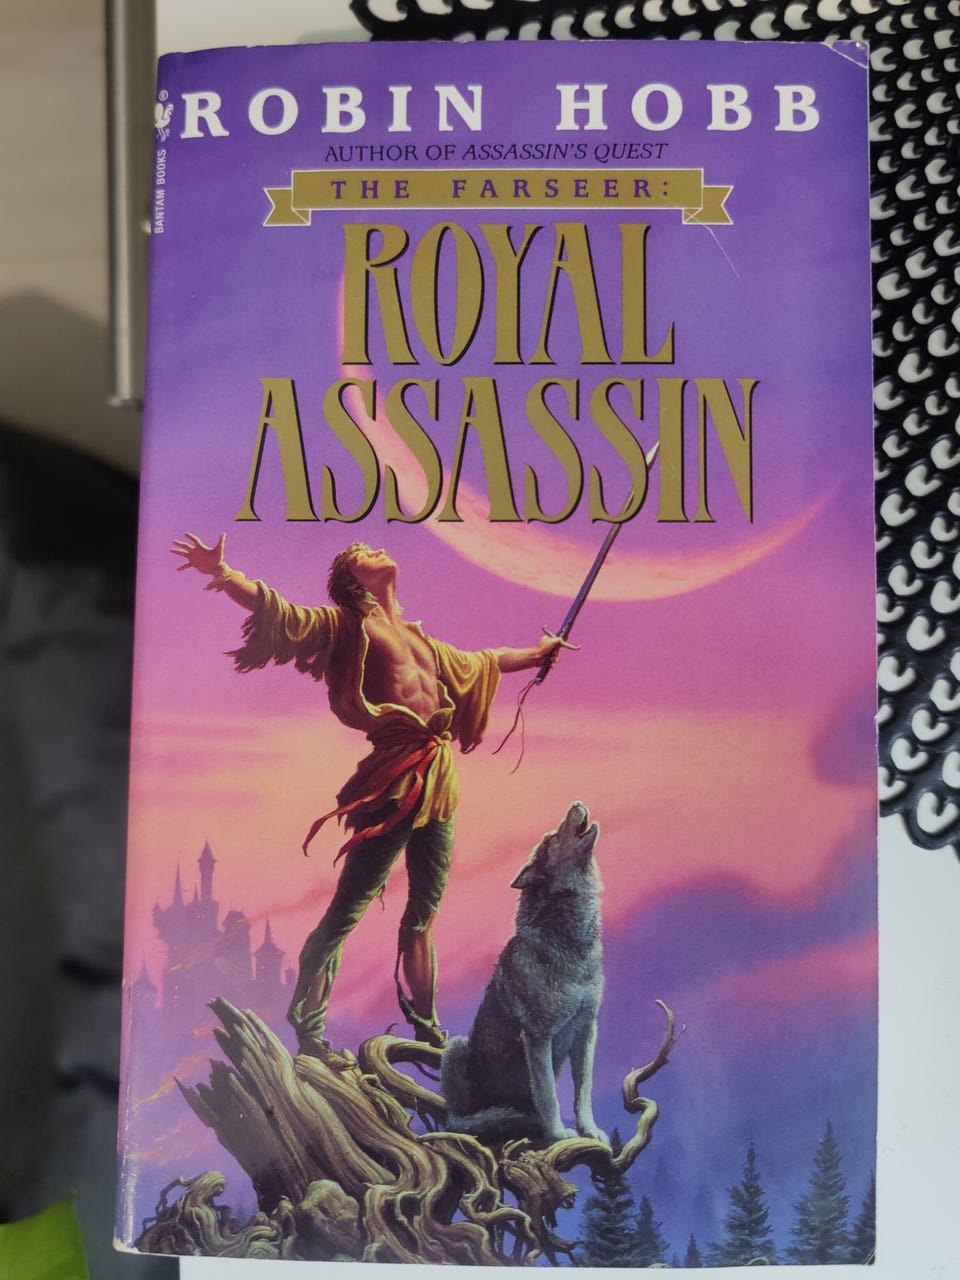 ROBIN HOBB
AUTHOR OF ASSASSIN'S QUEST
THE FARSEER:
ROYAL
ASSASSIN
®
BANTAM BOOKS